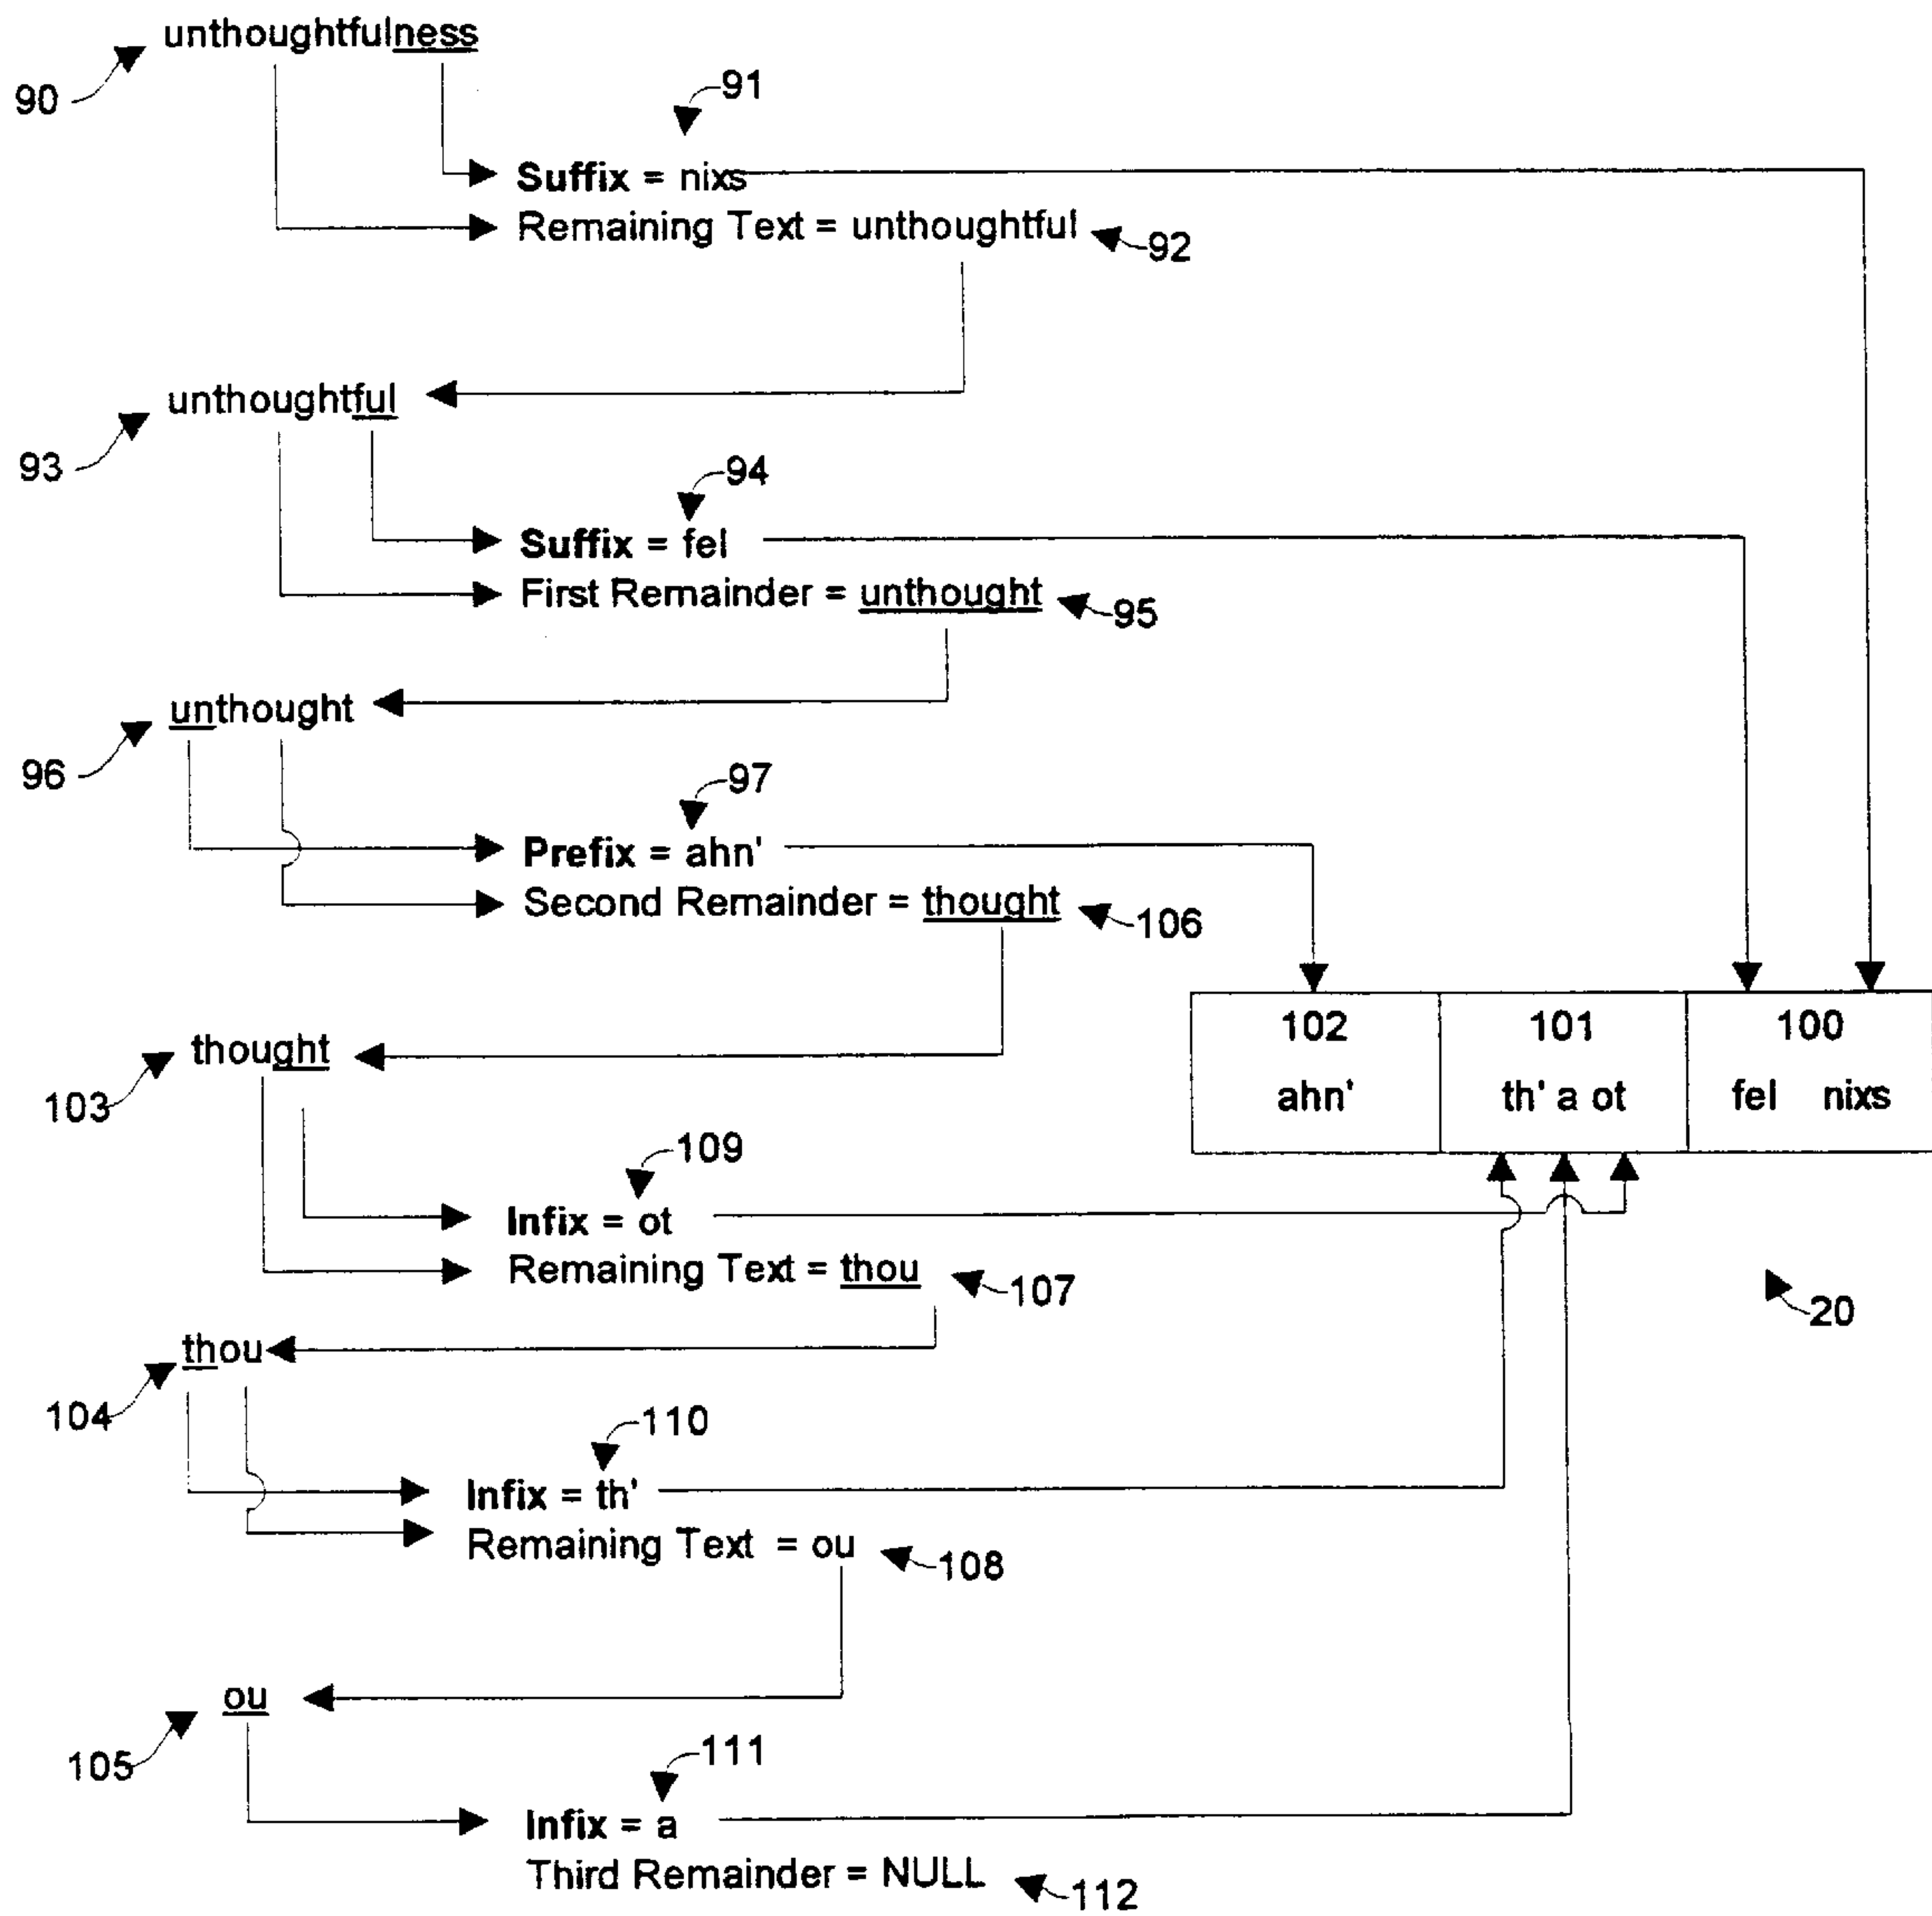 unthoughtfulness
90
91
Suffix = nixs
Remaining Text = unthoughtful
92
unthoughtful
93
94
Suffix = fel
First Remainder = unthought
95
unthought
96
97
Prefix = ahn'
Second Remainder = thought
106
102 101 100
ahn' th' a ot fel nixs
thought
103
109
Infix = ot
Remaining Text = thou
107
20
thou
104
110
Infix = th'
Remaining Text = ou
108
ou
105
111
Infix = a
Third Remainder = NULL
112